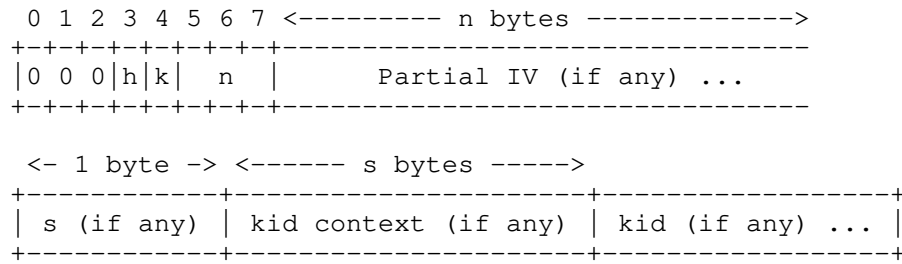 0 1 2 3 4 5 6 7 <--------- n bytes ------------->
+-+-+-+-+-+-+-+-+---------------------------------
|0 0 0|h|k|  n  |      Partial IV (if any) ...
+-+-+-+-+-+-+-+-+---------------------------------
 <- 1 byte -> <------ s bytes ----->
+------------+----------------------+------------------+
| s (if any) | kid context (if any) | kid (if any) ... |
+------------+----------------------+------------------+